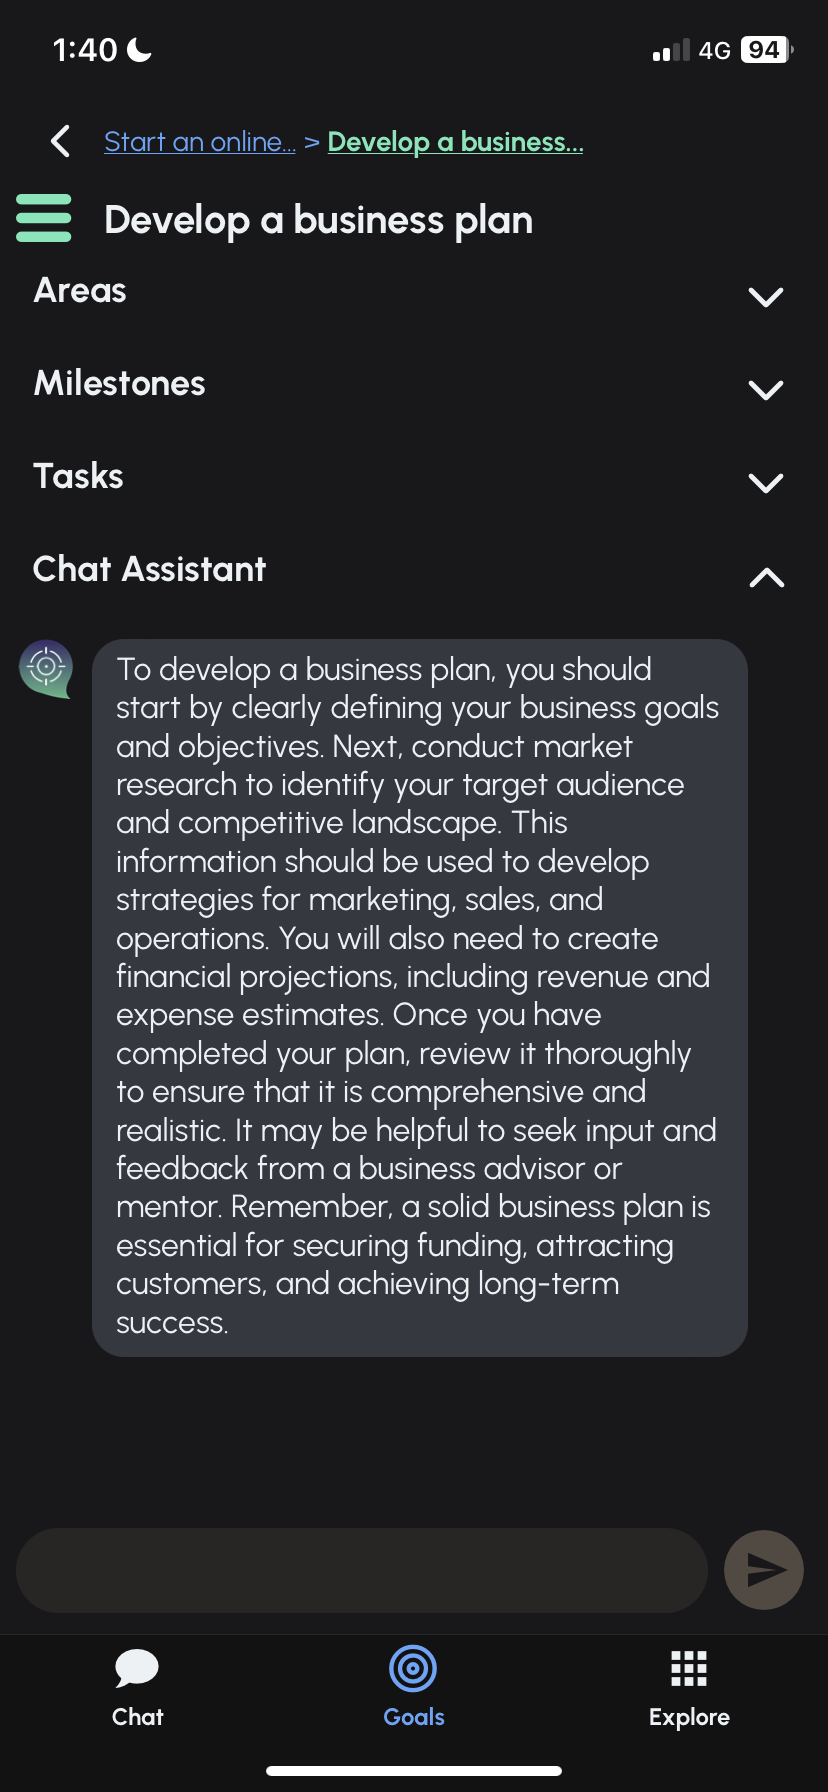 1:40
4G 94
Start an online... > Develop a business...
Develop a business plan
Areas
Milestones
Tasks
Chat Assistant
To develop a business plan, you should
start by clearly defining your business goals
and objectives. Next, conduct market
research to identify your target audience
and competitive landscape. This
information should be used to develop
strategies for marketing, sales, and
operations. You will also need to create
financial projections, including revenue and
expense estimates. Once you have
completed your plan, review it thoroughly
to ensure that it is comprehensive and
realistic. It may be helpful to seek input and
feedback from a business advisor or
mentor. Remember, a solid business plan is
essential for securing funding, attracting
customers, and achieving long-term
success.
Chat
Goals
Explore